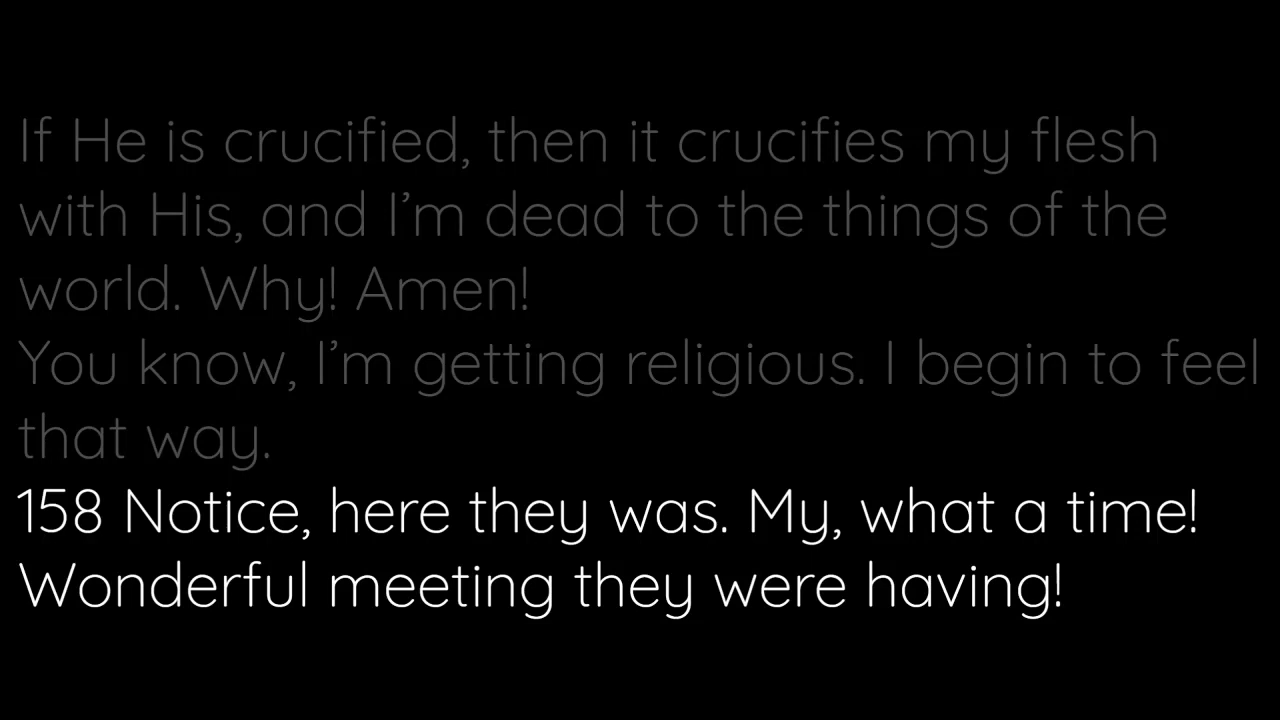 If He is crucified, then it crucifies my flesh
with His, and I’m dead to the things of the
world. Why! Amen!
You know, I’m getting religious. I begin to feel
that way.
158 Notice, here they was. My, what a time!
Wonderful meeting they were having!